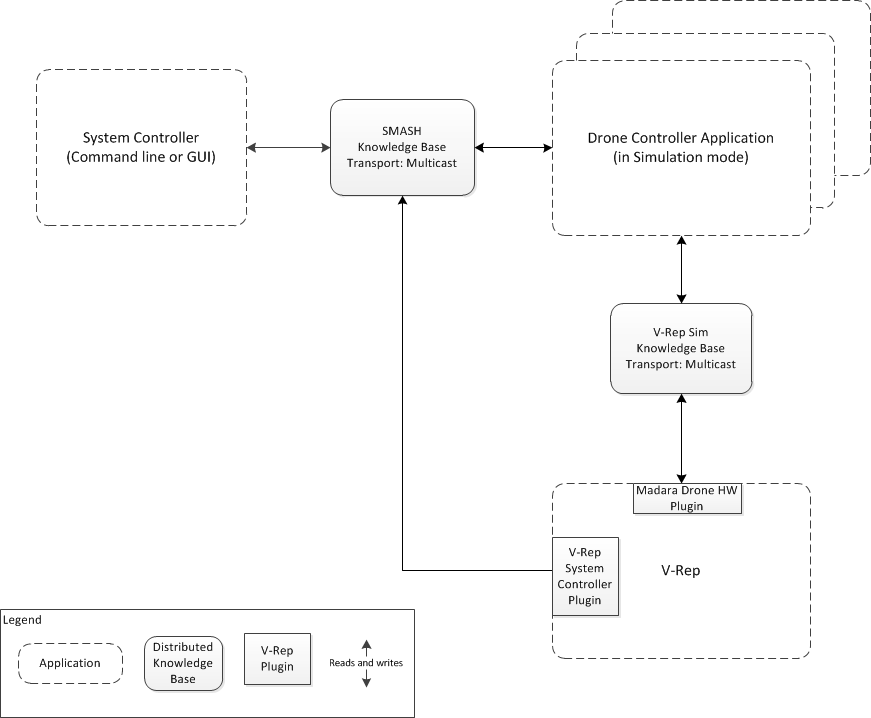 System Controller
(Command line or GUI)
SMASH
Knowledge Base
Transport: Multicast
Drone Controller Application
(in Simulation mode)
V-Rep Sim
Knowledge Base
Transport: Multicast
Madara Drone HW
Plugin
V-Rep
System
Controller
Plugin
V-Rep
Legend
Application
Distributed
Knowledge
Base
V-Rep
Plugin
Reads and writes